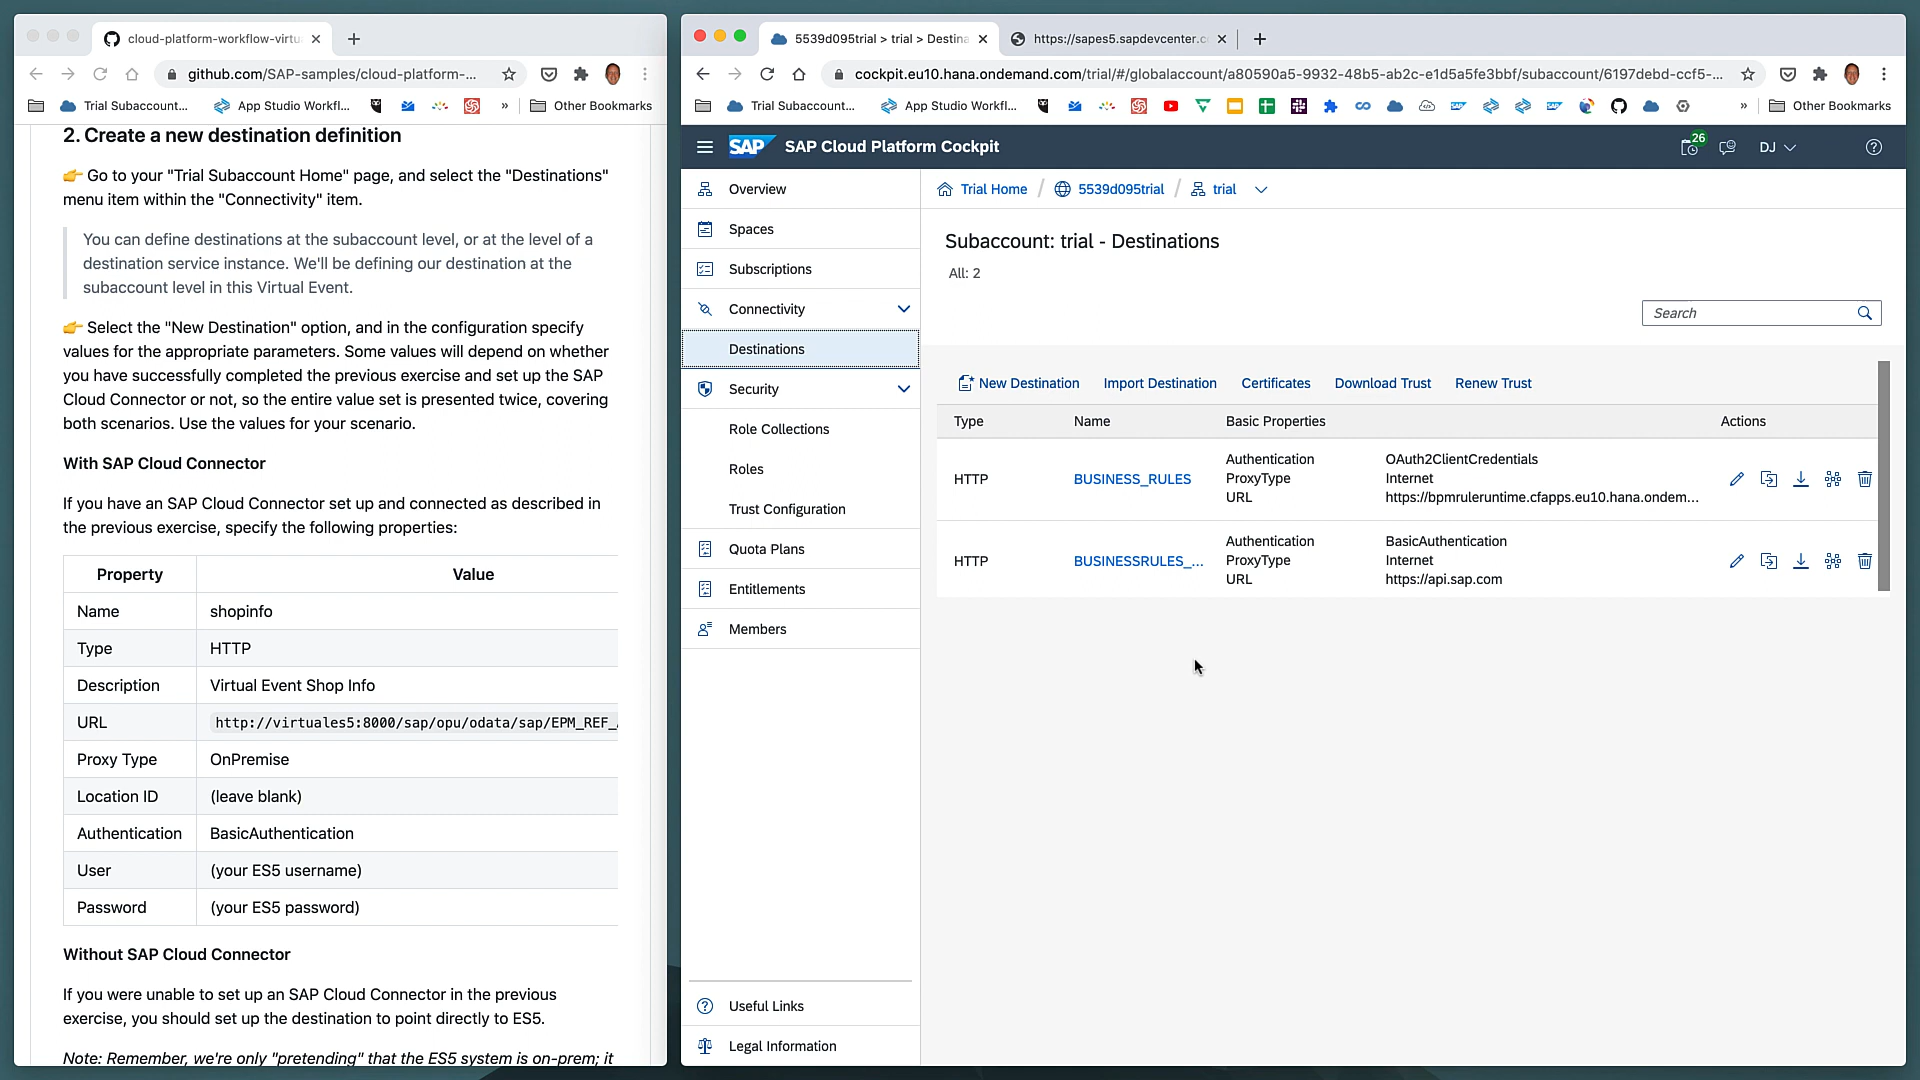 cloud-platform-workflow-virtu
github.com/SAP-samples/cloud-platform-...
Trial Subaccount...
App Studio Workfl...
»
Other Bookmarks
2. Create a new destination definition
👉 Go to your "Trial Subaccount Home" page, and select the "Destinations"
menu item within the "Connectivity" item.
You can define destinations at the subaccount level, or at the level of a
destination service instance. We'll be defining our destination at the
subaccount level in this Virtual Event.
👉 Select the "New Destination" option, and in the configuration specify
values for the appropriate parameters. Some values will depend on whether
you have successfully completed the previous exercise and set up the SAP
Cloud Connector or not, so the entire value set is presented twice, covering
both scenarios. Use the values for your scenario.
With SAP Cloud Connector
If you have an SAP Cloud Connector set up and connected as described in
the previous exercise, specify the following properties:
Property Value
Name shopinfo
Type HTTP
Description Virtual Event Shop Info
URL http://virtuales5:8000/sap/opu/odata/sap/EPM_REF_
Proxy Type OnPremise
Location ID (leave blank)
Authentication BasicAuthentication
User (your ES5 username)
Password (your ES5 password)
Without SAP Cloud Connector
If you were unable to set up an SAP Cloud Connector in the previous
exercise, you should set up the destination to point directly to ES5.
Note: Remember, we're only "pretending" that the ES5 system is on-prem; it
5539d095trial > trial > Destina
https://sapes5.sapdevcenter.c
cockpit.eu10.hana.ondemand.com/trial/#/globalaccount/a80590a5-9932-48b5-ab2c-e1d5a5fe3bbf/subaccount/6197debd-ccf5-...
Trial Subaccount...
App Studio Workfl...
»
Other Bookmarks
SAP SAP Cloud Platform Cockpit
26
DJ
Overview
Spaces
Subscriptions
Connectivity
Destinations
Security
Role Collections
Roles
Trust Configuration
Quota Plans
Entitlements
Members
Useful Links
Legal Information
Trial Home / 5539d095trial / trial
Subaccount: trial - Destinations
All: 2
Search
New Destination Import Destination Certificates Download Trust Renew Trust
Type Name Basic Properties Actions
HTTP BUSINESS_RULES
Authentication OAuth2ClientCredentials
ProxyType Internet
URL https://bpmruleruntime.cfapps.eu10.hana.ondem...
HTTP BUSINESSRULES_...
Authentication BasicAuthentication
ProxyType Internet
URL https://api.sap.com